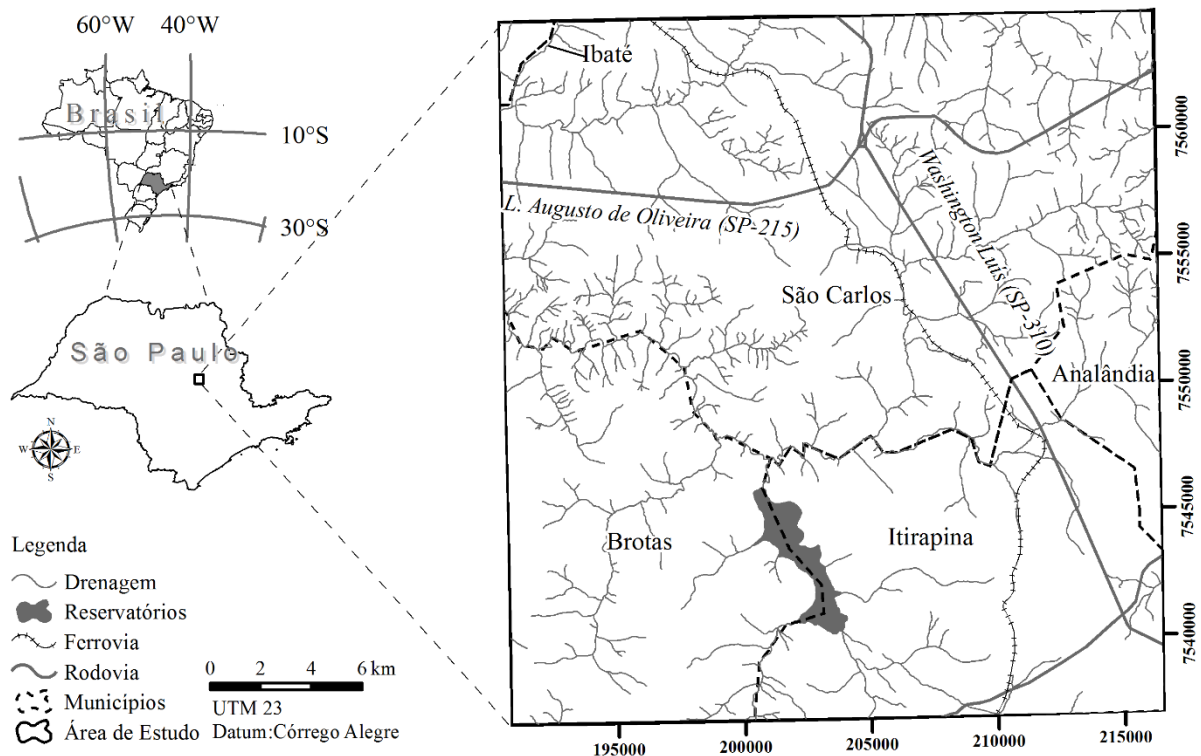 60°W 40°W
Brasil
10°S
30°S
São Paulo
N
W E
S
Legenda
Drenagem
Reservatórios
Ferrovia
Rodovia
Municípios
Área de Estudo
0 2 4 6 km
UTM 23
Datum:Córrego Alegre
Ibaté
L. Augusto de Oliveira (SP-215)
Washington Luis (SP-310)
São Carlos
Analândia
Brotas
Itirapina
7560000
7555000
7550000
7545000
7540000
195000 200000 205000 210000 215000